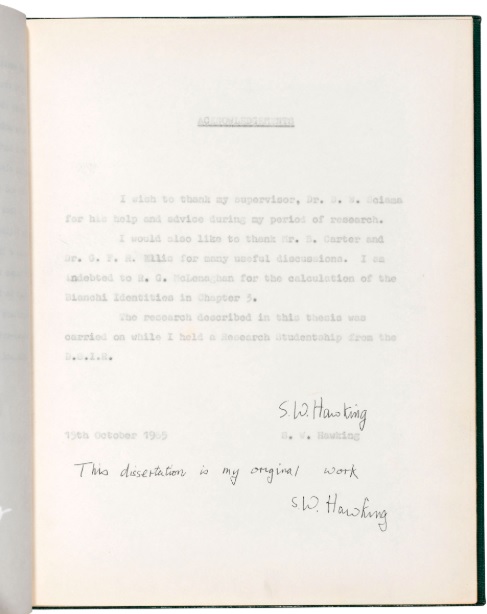 ACKNOWLEDGEMENTS
I wish to thank my supervisor, Dr. D. W. Sciama
for his help and advice during my period of research.
I would also like to thank Mr. B. Carter and
Mr. G. F. R. Ellis for many useful discussions. I am
indebted to R. G. McLenaghan for the calculation of the
Bianchi Identities in Chapter 3.
The research described in this thesis was
carried on while I held a Research Studentship from the
D.S.I.R.
S.W. Hawking
15th October 1965 S. W. Hawking
This dissertation is my original work
S.W. Hawking